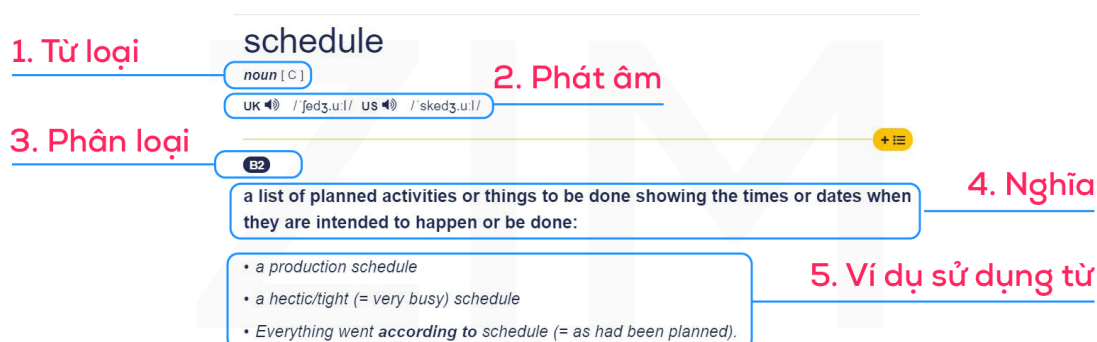 schedule
1. Từ loại
noun [ C ]
2. Phát âm
UK /ˈʃedʒ.uːl/ US /ˈskedʒ.uːl/
3. Phân loại
B2
4. Nghĩa
a list of planned activities or things to be done showing the times or dates when
they are intended to happen or be done:
5. Ví dụ sử dụng từ
• a production schedule
• a hectic/tight (= very busy) schedule
• Everything went according to schedule (= as had been planned).
ZIM